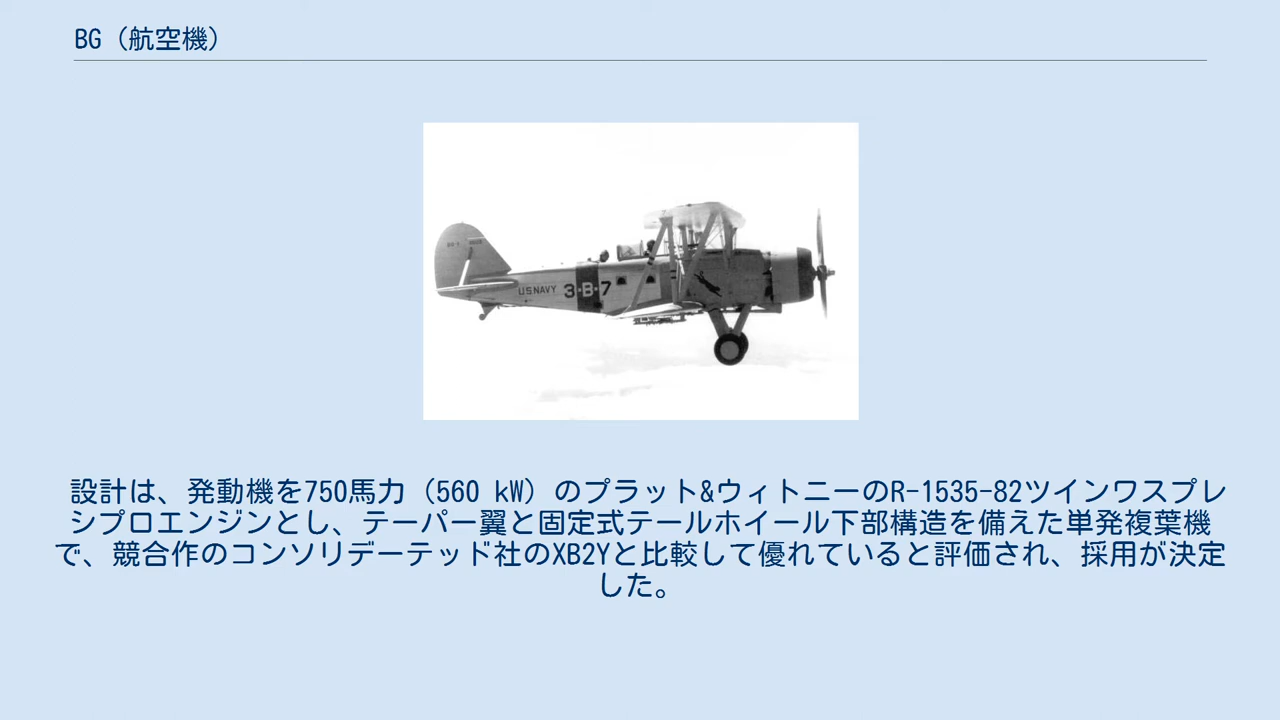 BG（航空機）
U.S.NAVY 3-B-7
設計は、発動機を750馬力（560 kW）のプラット&ウィトニーのR-1535-82ツインワスプレ
シプロエンジンとし、テーパー翼と固定式テールホイール下部構造を備えた単発複葉機
で、競合作のコンソリデーテッド社のXB2Yと比較して優れていると評価され、採用が決定
した。